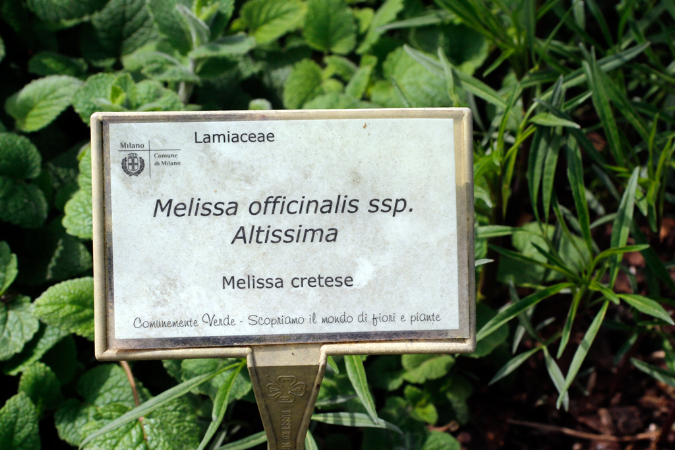 Lamiaceae
Milano
Comune
di Milano
Melissa officinalis ssp.
Altissima
Melissa cretese
Comunemente Verde - Scopriamo il mondo di fiori e piante